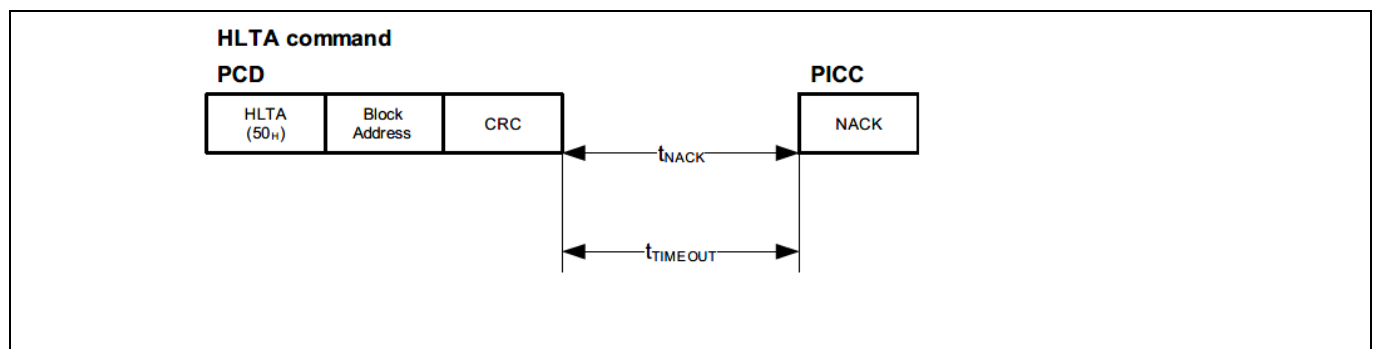 HLTA command
PCD PICC
HLTA (50H) Block Address CRC NACK
tNACK
tTIMEOUT